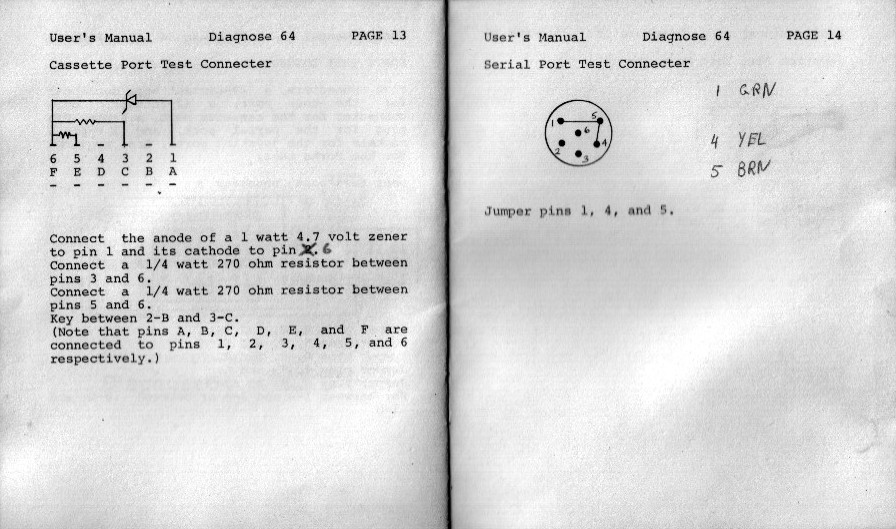 User's Manual Diagnose 64 PAGE 13
Cassette Port Test Connecter
6 5 4 3 2 1
F E D C B A
Connect the anode of a 1 watt 4.7 volt zener
to pin 1 and its cathode to pin 6
Connect a 1/4 watt 270 ohm resistor between
pins 3 and 6.
Connect a 1/4 watt 270 ohm resistor between
pins 5 and 6.
Key between 2-B and 3-C.
(Note that pins A, B, C, D, E, and F are
connected to pins 1, 2, 3, 4, 5, and 6
respectively.)
User's Manual Diagnose 64 PAGE 14
Serial Port Test Connecter
1 5
6
2 4
3
1 GRN
4 YEL
5 BRN
Jumper pins 1, 4, and 5.